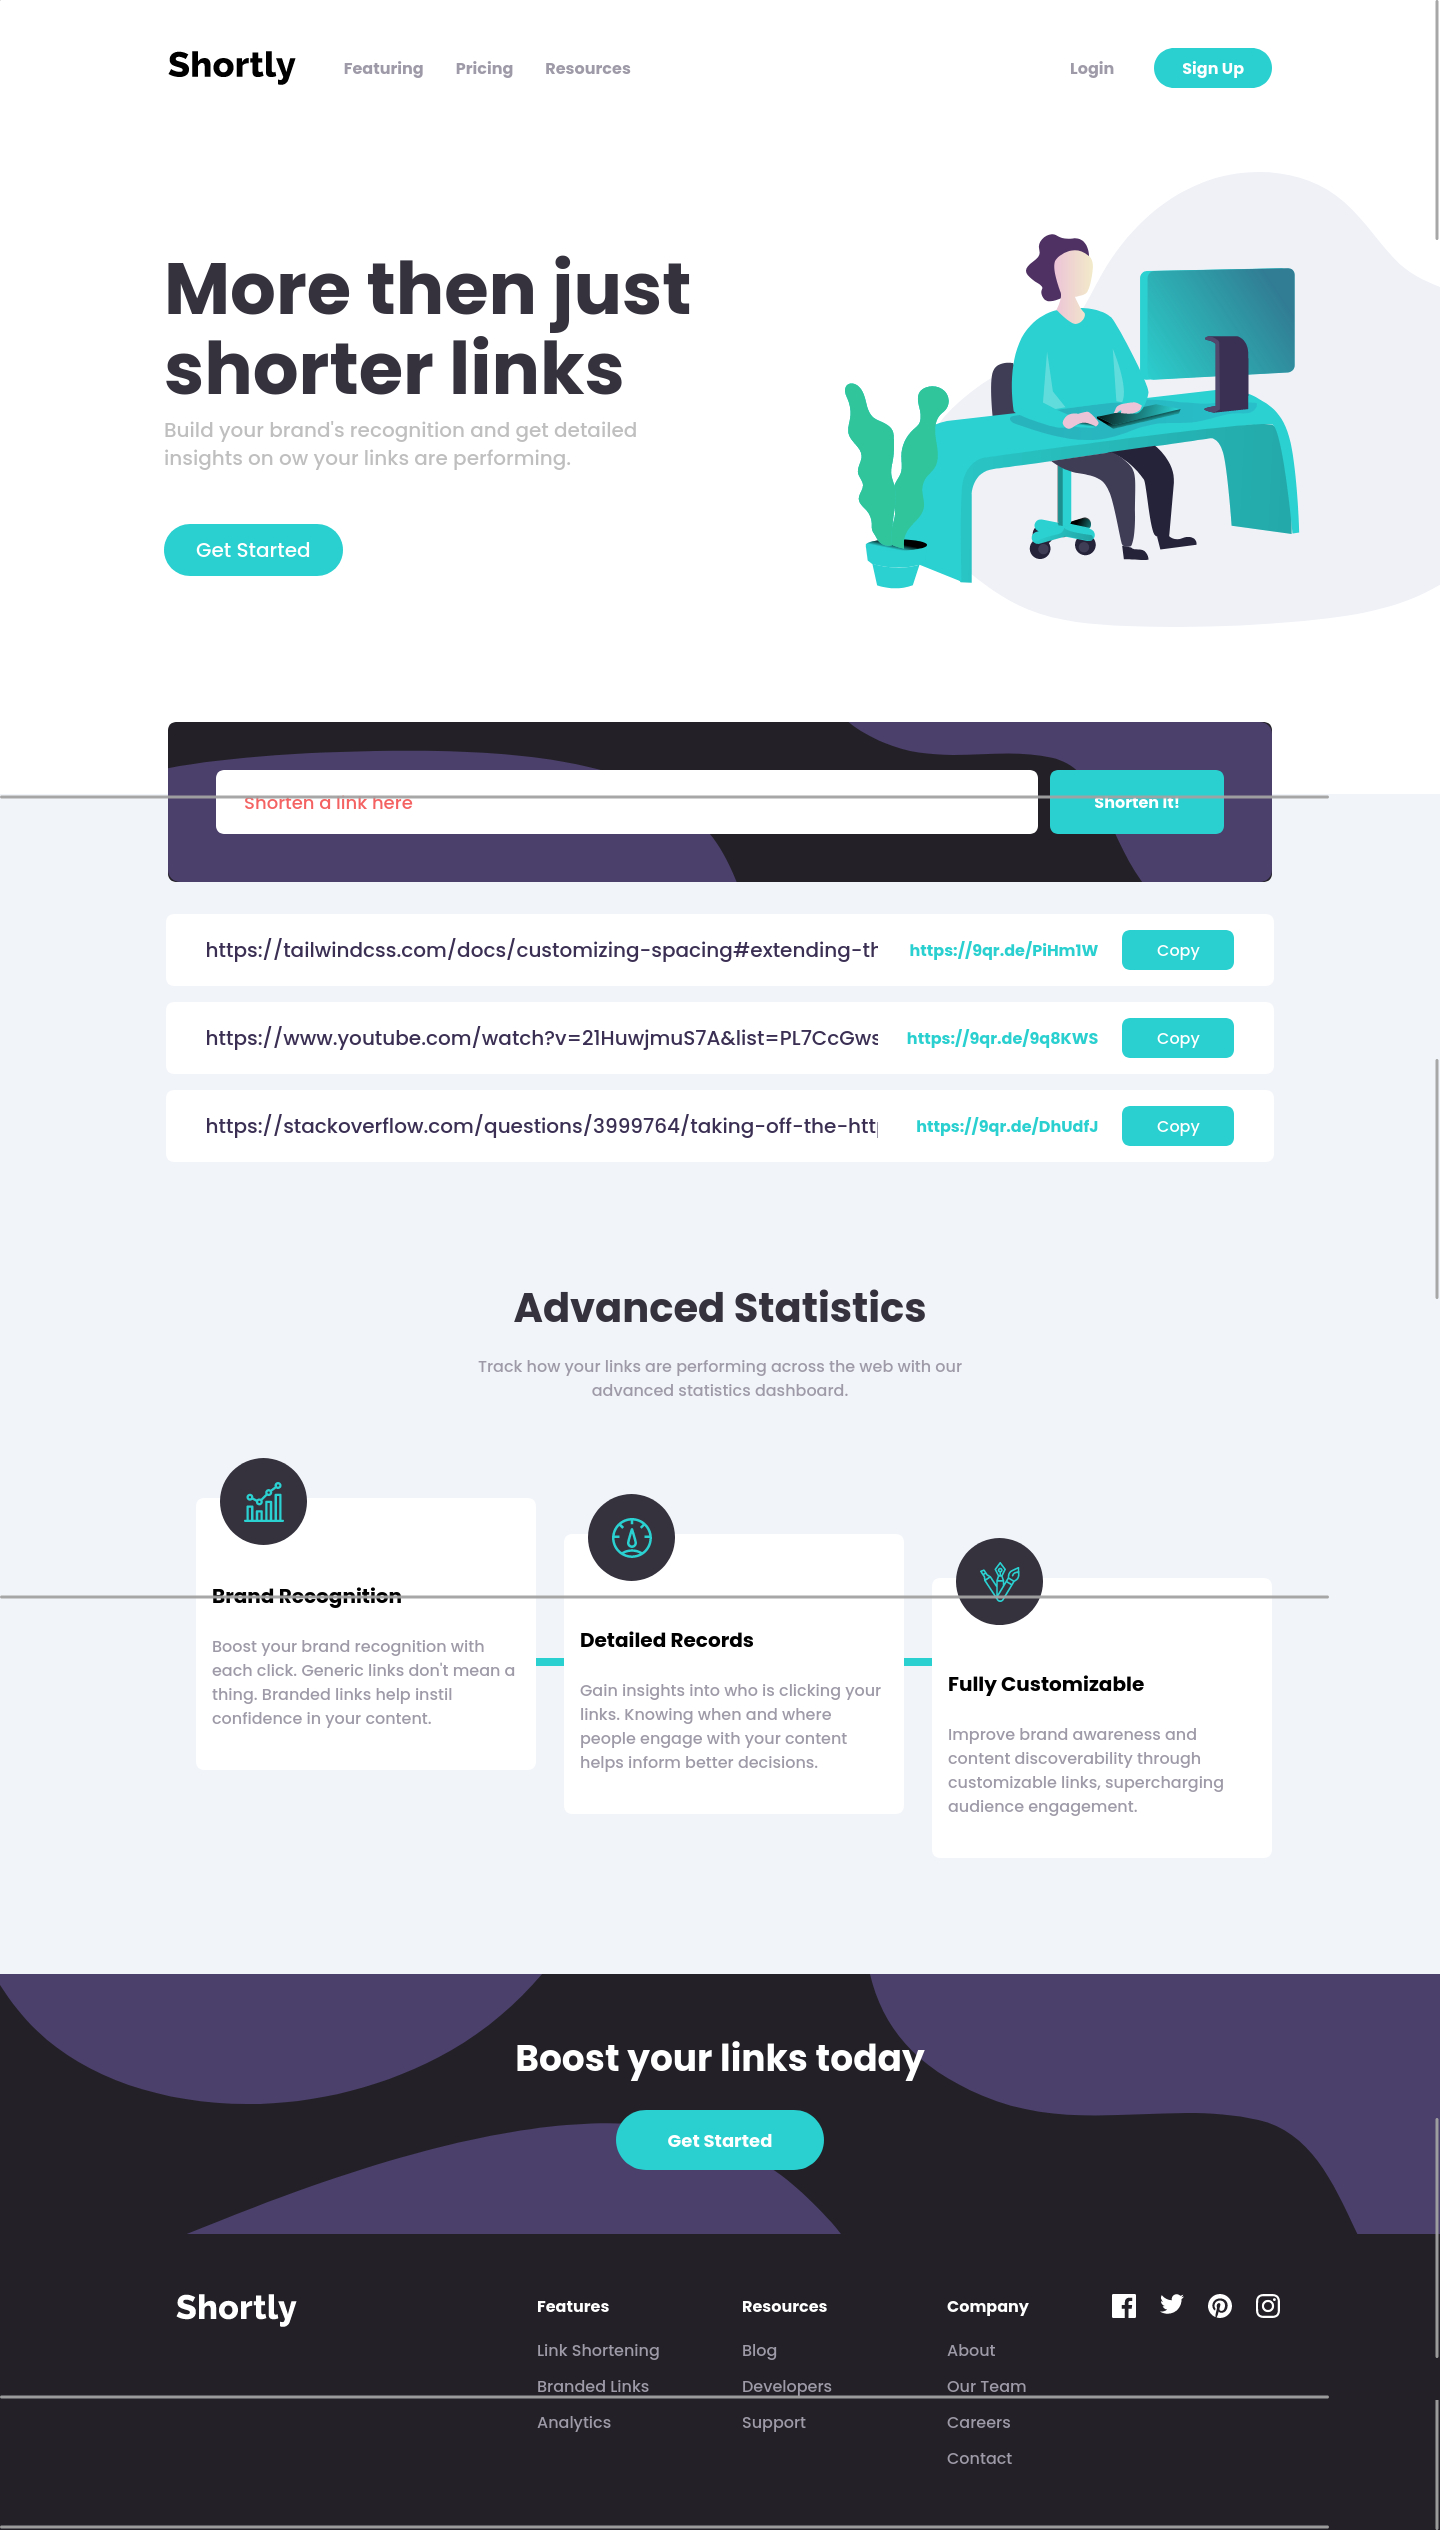 Shortly
Featuring
Pricing
Resources
Login
Sign Up
More then just
shorter links
Build your brand's recognition and get detailed
insights on ow your links are performing.
Get Started
Shorten a link here
Shorten It!
https://tailwindcss.com/docs/customizing-spacing#extending-th
https://9qr.de/PiHm1W
Copy
https://www.youtube.com/watch?v=21HuwjmuS7A&list=PL7CcGws
https://9qr.de/9q8KWS
Copy
https://stackoverflow.com/questions/3999764/taking-off-the-http
https://9qr.de/DhUdfJ
Copy
Advanced Statistics
Track how your links are performing across the web with our
advanced statistics dashboard.
Brand Recognition
Boost your brand recognition with
each click. Generic links don't mean a
thing. Branded links help instil
confidence in your content.
Detailed Records
Gain insights into who is clicking your
links. Knowing when and where
people engage with your content
helps inform better decisions.
Fully Customizable
Improve brand awareness and
content discoverability through
customizable links, supercharging
audience engagement.
Boost your links today
Get Started
Shortly
Features
Link Shortening
Branded Links
Analytics
Resources
Blog
Developers
Support
Company
About
Our Team
Careers
Contact